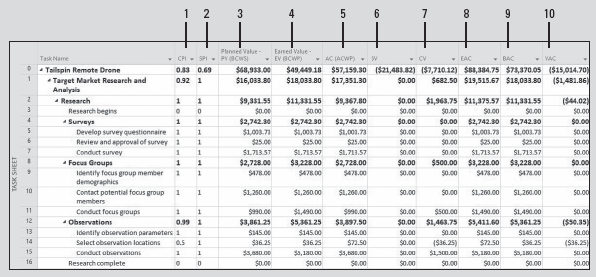 1 2 3 4 5 6 7 8 9 10
Task Name CPI SPI Planned Value - PV (BCWS) Earned Value - EV (BCWP) AC (ACWP) SV CV EAC BAC VAC
TASK SHEET
0 Tailspin Remote Drone 0.83 0.69 $68,933.00 $49,449.18 $57,159.30 ($21,483.82) ($7,710.12) $88,384.75 $73,370.05 ($15,014.70)
1 Target Market Research and Analysis 0.92 1 $16,033.80 $18,033.80 $17,351.30 $0.00 $682.50 $19,515.67 $18,033.80 ($1,481.86)
2 Research 1 1 $9,331.55 $11,331.55 $9,367.80 $0.00 $1,963.75 $11,375.57 $11,331.55 ($44.02)
3 Research begins 0 0 $0.00 $0.00 $0.00 $0.00 $0.00 $0.00 $0.00 $0.00
4 Surveys 1 1 $2,742.30 $2,742.30 $2,742.30 $0.00 $0.00 $2,742.30 $2,742.30 $0.00
5 Develop survey questionnaire 1 1 $1,003.73 $1,003.73 $1,003.73 $0.00 $0.00 $1,003.73 $1,003.73 $0.00
6 Review and approval of survey 1 1 $25.00 $25.00 $25.00 $0.00 $0.00 $25.00 $25.00 $0.00
7 Conduct survey 1 1 $1,713.57 $1,713.57 $1,713.57 $0.00 $0.00 $1,713.57 $1,713.57 $0.00
8 Focus Groups 1 1 $2,728.00 $3,228.00 $2,728.00 $0.00 $500.00 $3,228.00 $3,228.00 $0.00
9 Identify focus group member demographics 1 1 $478.00 $478.00 $478.00 $0.00 $0.00 $478.00 $478.00 $0.00
10 Contact potential focus group members 1 1 $1,260.00 $1,260.00 $1,260.00 $0.00 $0.00 $1,260.00 $1,260.00 $0.00
11 Conduct focus groups 1 1 $990.00 $1,490.00 $990.00 $0.00 $500.00 $1,490.00 $1,490.00 $0.00
12 Observations 0.99 1 $3,861.25 $5,361.25 $3,897.50 $0.00 $1,463.75 $5,411.60 $5,361.25 ($50.35)
13 Identify observation parameters 1 1 $145.00 $145.00 $145.00 $0.00 $0.00 $145.00 $145.00 $0.00
14 Select observation locations 0.5 1 $36.25 $36.25 $72.50 $0.00 ($36.25) $72.50 $36.25 ($36.25)
15 Conduct observations 1 1 $3,680.00 $5,180.00 $3,680.00 $0.00 $1,500.00 $5,180.00 $5,180.00 $0.00
16 Research complete 0 0 $0.00 $0.00 $0.00 $0.00 $0.00 $0.00 $0.00 $0.00